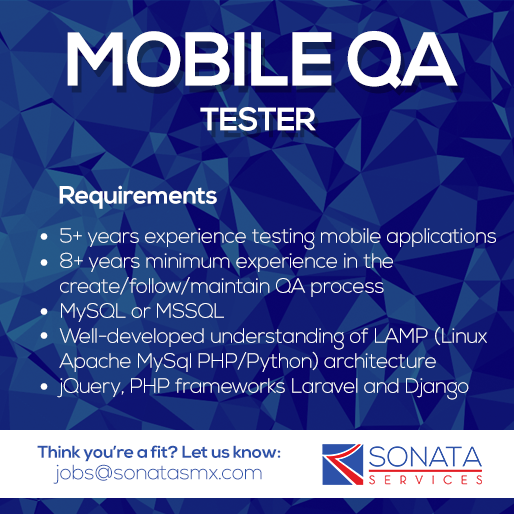 MOBILE QA
TESTER
Requirements
• 5+ years experience testing mobile applications
• 8+ years minimum experience in the
create/follow/maintain QA process
• MySQL or MSSQL
• Well-developed understanding of LAMP (Linux
Apache MySql PHP/Python) architecture
• jQuery, PHP frameworks Laravel and Django
Think you're a fit? Let us know:
jobs@sonatasmx.com
SONATA
SERVICES